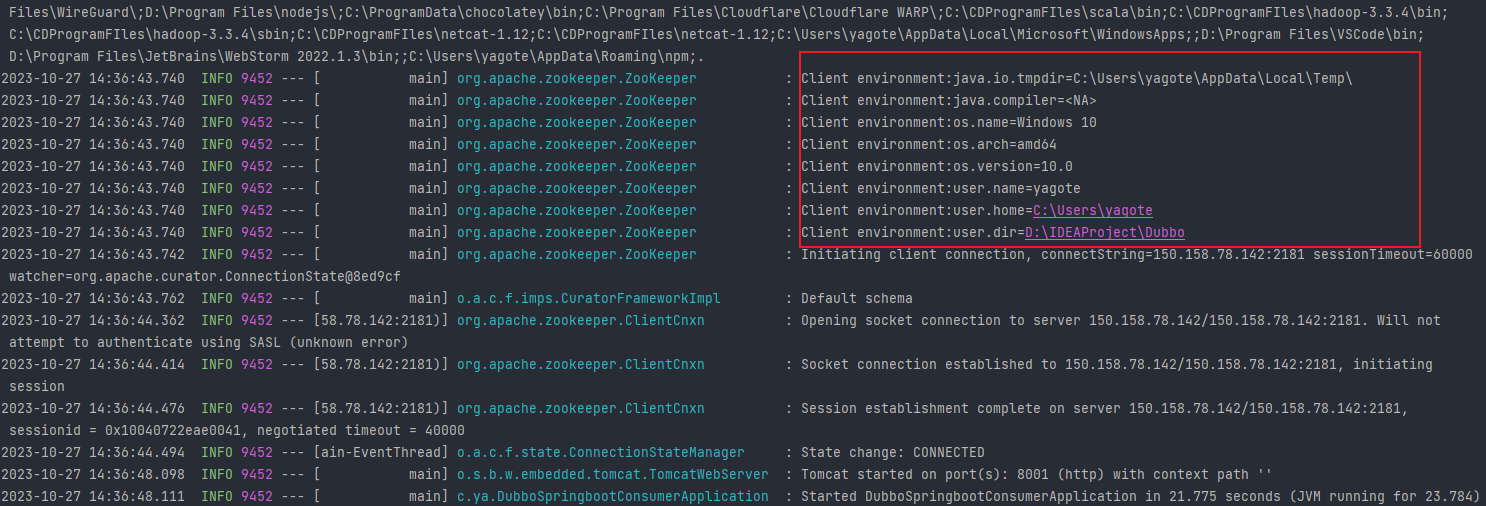 Files\WireGuard\;D:\Program Files\nodejs\;C:\ProgramData\chocolatey\bin;C:\Program Files\Cloudflare\Cloudflare WARP\;C:\CDProgramFIles\scala\bin;C:\CDProgramFIles\hadoop-3.3.4\bin;
C:\CDProgramFIles\hadoop-3.3.4\sbin;C:\CDProgramFIles\netcat-1.12;C:\CDProgramFIles\netcat-1.12;C:\Users\yagote\AppData\Local\Microsoft\WindowsApps;;D:\Program Files\VSCode\bin;
D:\Program Files\JetBrains\WebStorm 2022.1.3\bin;;C:\Users\yagote\AppData\Roaming\npm;.
2023-10-27 14:36:43.740  INFO 9452 --- [           main] org.apache.zookeeper.ZooKeeper           : Client environment:java.io.tmpdir=C:\Users\yagote\AppData\Local\Temp\
2023-10-27 14:36:43.740  INFO 9452 --- [           main] org.apache.zookeeper.ZooKeeper           : Client environment:java.compiler=<NA>
2023-10-27 14:36:43.740  INFO 9452 --- [           main] org.apache.zookeeper.ZooKeeper           : Client environment:os.name=Windows 10
2023-10-27 14:36:43.740  INFO 9452 --- [           main] org.apache.zookeeper.ZooKeeper           : Client environment:os.arch=amd64
2023-10-27 14:36:43.740  INFO 9452 --- [           main] org.apache.zookeeper.ZooKeeper           : Client environment:os.version=10.0
2023-10-27 14:36:43.740  INFO 9452 --- [           main] org.apache.zookeeper.ZooKeeper           : Client environment:user.name=yagote
2023-10-27 14:36:43.740  INFO 9452 --- [           main] org.apache.zookeeper.ZooKeeper           : Client environment:user.home=C:\Users\yagote
2023-10-27 14:36:43.740  INFO 9452 --- [           main] org.apache.zookeeper.ZooKeeper           : Client environment:user.dir=D:\IDEAProject\Dubbo
2023-10-27 14:36:43.742  INFO 9452 --- [           main] org.apache.zookeeper.ZooKeeper           : Initiating client connection, connectString=150.158.78.142:2181 sessionTimeout=60000
watcher=org.apache.curator.ConnectionState@8ed9cf
2023-10-27 14:36:43.762  INFO 9452 --- [           main] o.a.c.f.imps.CuratorFrameworkImpl        : Default schema
2023-10-27 14:36:44.362  INFO 9452 --- [58.78.142:2181)] org.apache.zookeeper.ClientCnxn          : Opening socket connection to server 150.158.78.142/150.158.78.142:2181. Will not
attempt to authenticate using SASL (unknown error)
2023-10-27 14:36:44.414  INFO 9452 --- [58.78.142:2181)] org.apache.zookeeper.ClientCnxn          : Socket connection established to 150.158.78.142/150.158.78.142:2181, initiating
session
2023-10-27 14:36:44.476  INFO 9452 --- [58.78.142:2181)] org.apache.zookeeper.ClientCnxn          : Session establishment complete on server 150.158.78.142/150.158.78.142:2181,
sessionid = 0x10040722eae0041, negotiated timeout = 40000
2023-10-27 14:36:44.494  INFO 9452 --- [ain-EventThread] o.a.c.f.state.ConnectionStateManager     : State change: CONNECTED
2023-10-27 14:36:48.098  INFO 9452 --- [           main] o.s.b.w.embedded.tomcat.TomcatWebServer  : Tomcat started on port(s): 8001 (http) with context path ''
2023-10-27 14:36:48.111  INFO 9452 --- [           main] c.ya.DubboSpringbootConsumerApplication  : Started DubboSpringbootConsumerApplication in 21.775 seconds (JVM running for 23.784)